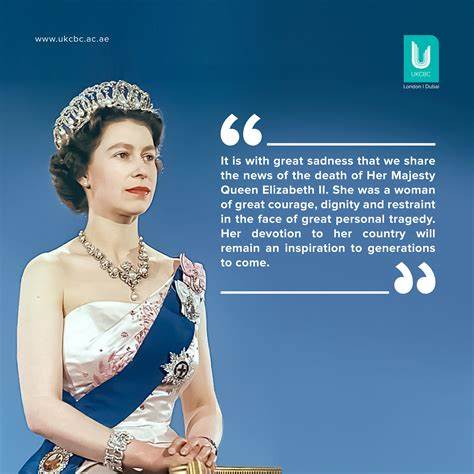 www.ukcbc.ac.ae
UKCBC
London | Dubai
“
It is with great sadness that we share
the news of the death of Her Majesty
Queen Elizabeth II. She was a woman
of great courage, dignity and restraint
in the face of great personal tragedy.
Her devotion to her country will
remain an inspiration to generations
to come.
”